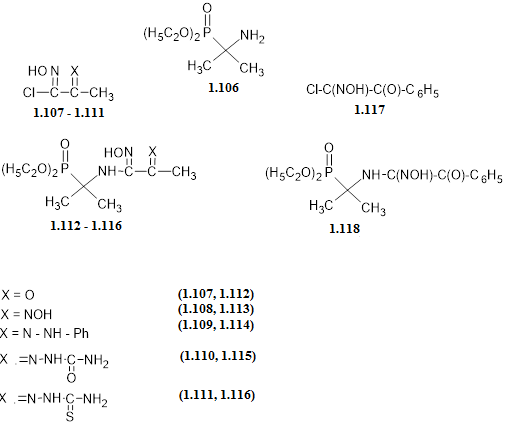 O
(H5C2O)2P NH2
H3C CH3
1.106
HON X
Cl-C-C-CH3
1.107 - 1.111
Cl-C(NOH)-C(O)-C6H5
1.117
O
(H5C2O)2P NH-C-C-CH3
HON X
H3C CH3
1.112 - 1.116
O
(H5C2O)2P NH-C(NOH)-C(O)-C6H5
H3C CH3
1.118
X = O (1.107, 1.112)
X = NOH (1.108, 1.113)
X = N - NH - Ph (1.109, 1.114)
X .=N-NH-C-NH2 (1.110, 1.115)
O
X .=N-NH-C-NH2 (1.111, 1.116)
S